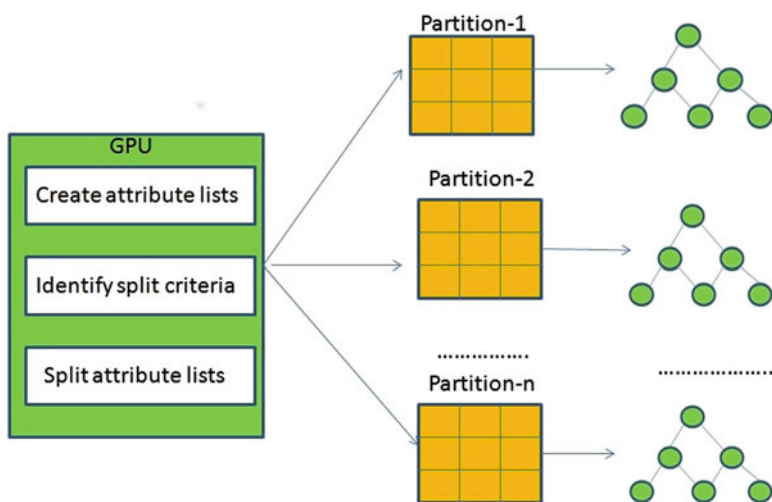 GPU
Create attribute lists
Identify split criteria
Split attribute lists
Partition-1
Partition-2
................
Partition-n
......................